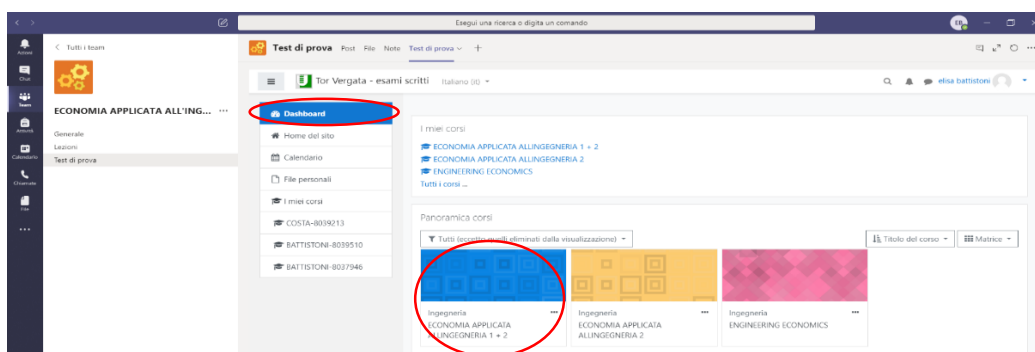 Esegui una ricerca o digita un comando
EB
Attività
Chat
Team
Attività
Calendario
Chiamate
File
Tutti i team
ECONOMIA APPLICATA ALL'ING... ...
Generale
Lezioni
Test di prova
Test di prova Post File Note Test di prova +
Tor Vergata - esami scritti Italiano (it)
elisa battistoni
Dashboard
Home del sito
Calendario
File personali
I miei corsi
COSTA-8039213
BATTISTONI-8039510
BATTISTONI-8037946
I miei corsi
ECONOMIA APPLICATA ALLINGEGNERIA 1 + 2
ECONOMIA APPLICATA ALLINGEGNERIA 2
ENGINEERING ECONOMICS
Tutti i corsi ...
Panoramica corsi
Tutti (eccetto quelli eliminati dalla visualizzazione)
Titolo del corso
Matrice
Ingegneria
ECONOMIA APPLICATA
ALLINGEGNERIA 1 + 2
Ingegneria
ECONOMIA APPLICATA
ALLINGEGNERIA 2
Ingegneria
ENGINEERING ECONOMICS